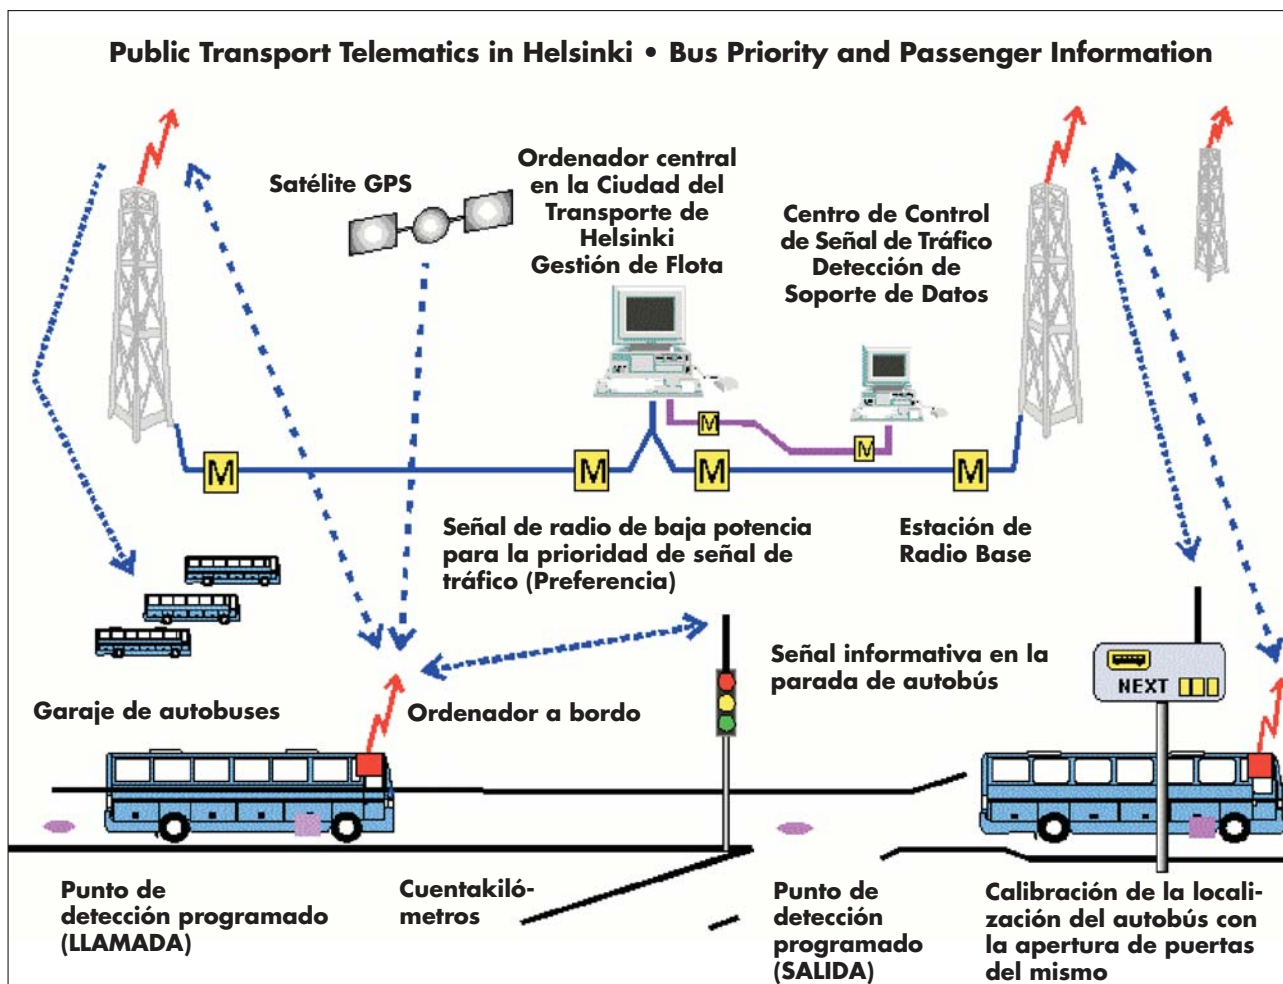 Public Transport Telematics in Helsinki • Bus Priority and Passenger Information
Satélite GPS
Ordenador central
en la Ciudad del
Transporte de
Helsinki
Gestión de Flota
Centro de Control
de Señal de Tráfico
Detección de
Soporte de Datos
M
M
M
M
M
M
Señal de radio de baja potencia
para la prioridad de señal de
tráfico (Preferencia)
Estación de
Radio Base
Garaje de autobuses
Ordenador a bordo
Señal informativa en la
parada de autobús
NEXT
Punto de
detección programado
(LLAMADA)
Cuentakiló-
metros
Punto de
detección
programado
(SALIDA)
Calibración de la locali-
zación del autobús con
la apertura de puertas
del mismo